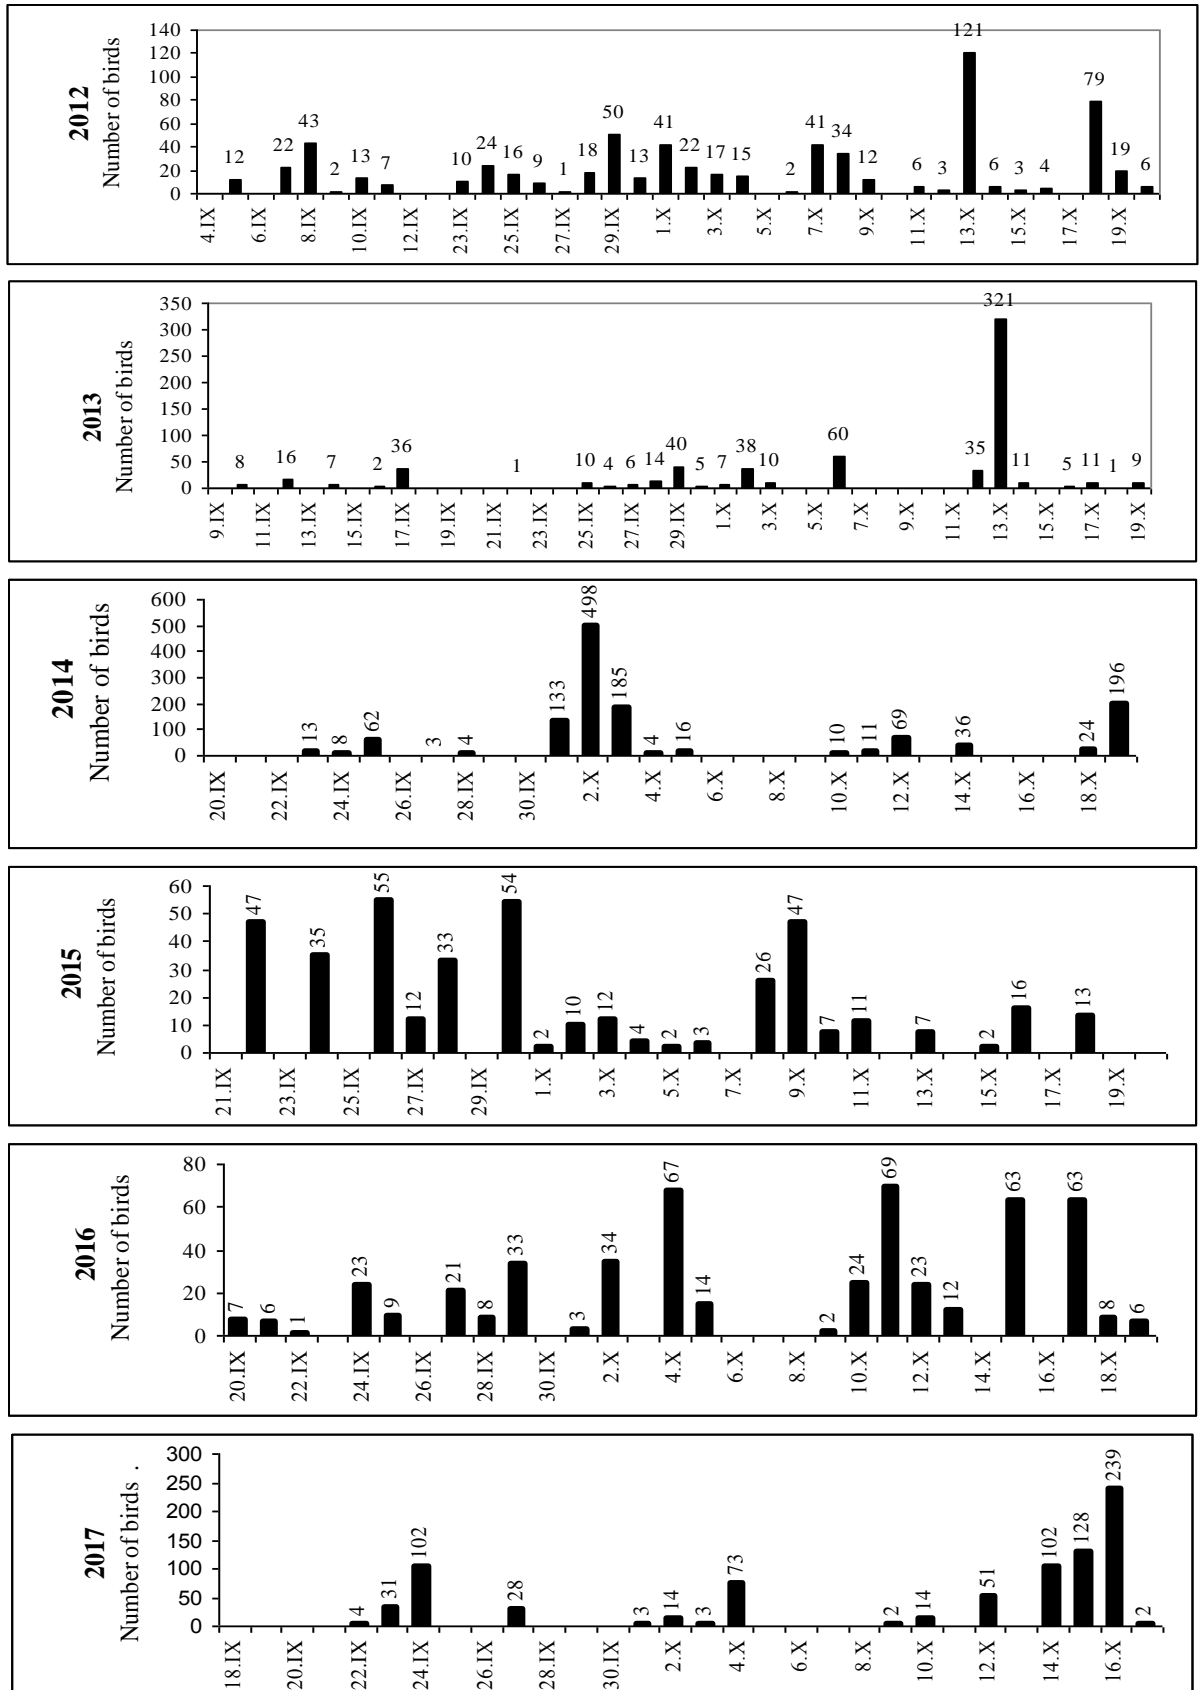 2012
Number of birds
140
120
100
80
60
40
20
0
12 22 43 2 13 7 10 24 16 9 1 18 50 13 41 22 17 15 2 41 34 12 6 3 121 6 3 4 79 19 6
4.IX 6.IX 8.IX 10.IX 12.IX 23.IX 25.IX 27.IX 29.IX 1.X 3.X 5.X 7.X 9.X 11.X 13.X 15.X 17.X 19.X
2013
Number of birds
350
300
250
200
150
100
50
0
8 16 7 2 36 1 10 4 6 14 40 5 7 38 10 60 35 321 11 5 11 1 9
9.IX 11.IX 13.IX 15.IX 17.IX 19.IX 21.IX 23.IX 25.IX 27.IX 29.IX 1.X 3.X 5.X 7.X 9.X 11.X 13.X 15.X 17.X 19.X
2014
Number of birds
600
500
400
300
200
100
0
13 8 62 3 4 133 498 185 4 16 10 11 69 36 24 196
20.IX 22.IX 24.IX 26.IX 28.IX 30.IX 2.X 4.X 6.X 8.X 10.X 12.X 14.X 16.X 18.X
2015
Number of birds
60
50
40
30
20
10
0
47 35 55 12 33 54 2 10 12 4 2 3 26 47 7 11 7 2 16 13
21.IX 23.IX 25.IX 27.IX 29.IX 1.X 3.X 5.X 7.X 9.X 11.X 13.X 15.X 17.X 19.X
2016
Number of birds
80
60
40
20
0
7 6 1 23 9 21 8 33 3 34 67 14 2 24 69 23 12 63 63 8 6
20.IX 22.IX 24.IX 26.IX 28.IX 30.IX 2.X 4.X 6.X 8.X 10.X 12.X 14.X 16.X 18.X
2017
Number of birds .
300
250
200
150
100
50
0
4 31 102 28 3 14 3 73 2 14 51 102 128 239 2
18.IX 20.IX 22.IX 24.IX 26.IX 28.IX 30.IX 2.X 4.X 6.X 8.X 10.X 12.X 14.X 16.X